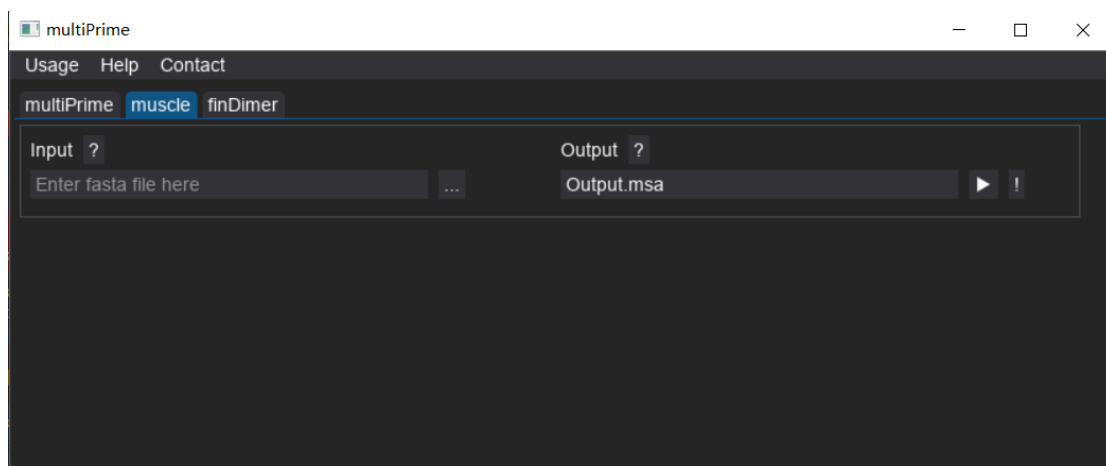 multiPrime
Usage Help Contact
multiPrime muscle finDimer
Input ? Output ?
Enter fasta file here ... Output.msa !